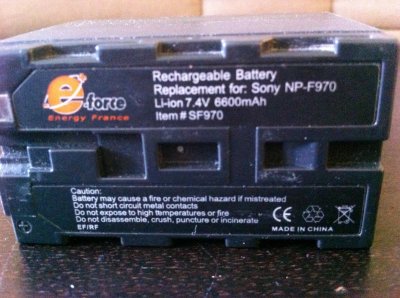 e-force
Energy France
Rechargeable Battery
Replacement for: Sony NP-F970
Li-ion 7.4V 6600mAh
Item # SF970
Caution:
Battery may cause a fire or chemical hazard if mistreated
Do not short circuit metal contacts
Do not expose to high temperatures or fire
Do not disassemble, crush, puncture or incinerate
EF/RF
CE
MADE IN CHINA